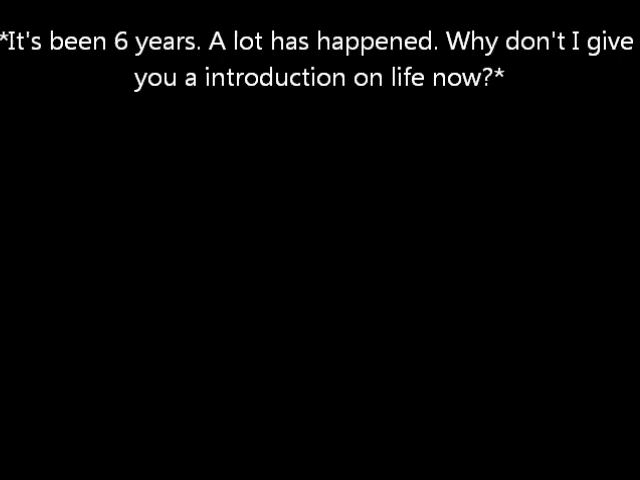 *It's been 6 years. A lot has happened. Why don't I give
you a introduction on life now?*